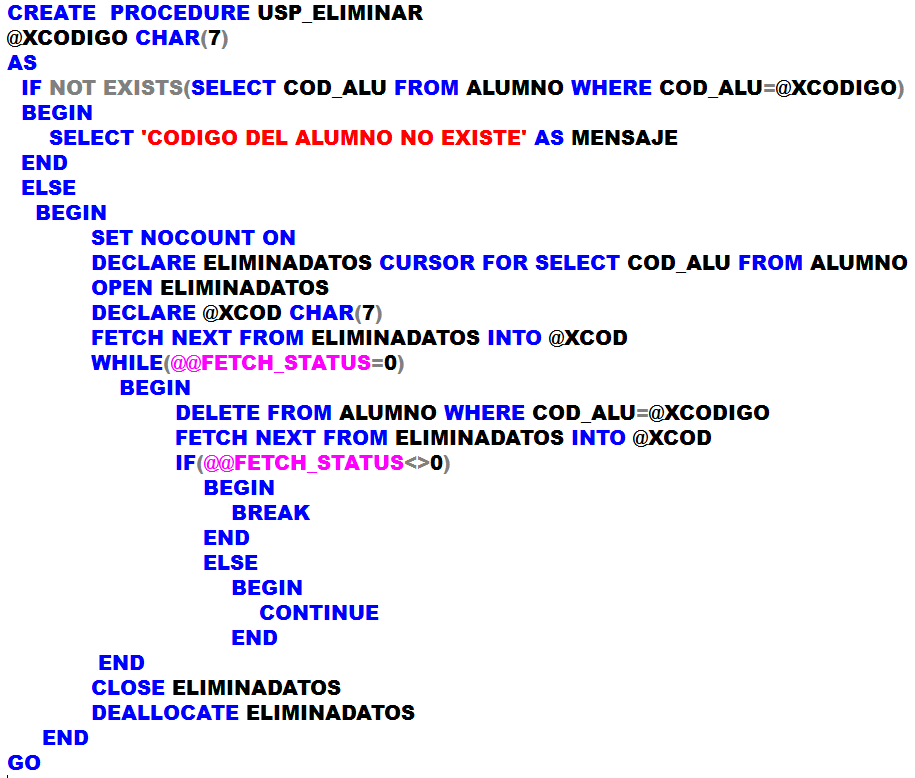 CREATE  PROCEDURE USP_ELIMINAR
@XCODIGO CHAR(7)
AS
  IF NOT EXISTS(SELECT COD_ALU FROM ALUMNO WHERE COD_ALU=@XCODIGO)
  BEGIN
      SELECT 'CODIGO DEL ALUMNO NO EXISTE' AS MENSAJE
  END
  ELSE
    BEGIN
            SET NOCOUNT ON
            DECLARE ELIMINADATOS CURSOR FOR SELECT COD_ALU FROM ALUMNO
            OPEN ELIMINADATOS
            DECLARE @XCOD CHAR(7)
            FETCH NEXT FROM ELIMINADATOS INTO @XCOD
            WHILE(@@FETCH_STATUS=0)
                BEGIN
                        DELETE FROM ALUMNO WHERE COD_ALU=@XCODIGO
                        FETCH NEXT FROM ELIMINADATOS INTO @XCOD
                        IF(@@FETCH_STATUS<>0)
                            BEGIN
                                BREAK
                            END
                            ELSE
                                BEGIN
                                    CONTINUE
                                END
             END
            CLOSE ELIMINADATOS
            DEALLOCATE ELIMINADATOS
     END
GO